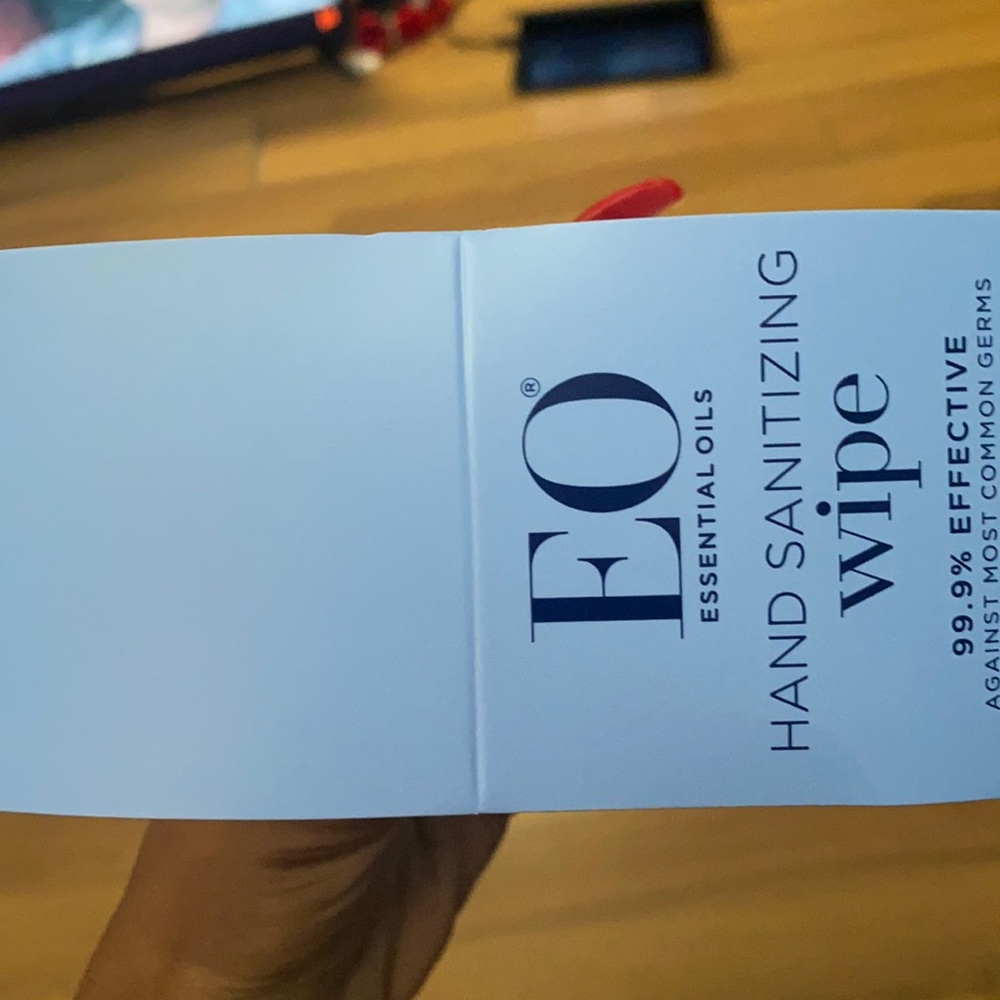 EO®
ESSENTIAL OILS
HAND SANITIZING
wipe
99.9% EFFECTIVE
AGAINST MOST COMMON GERMS